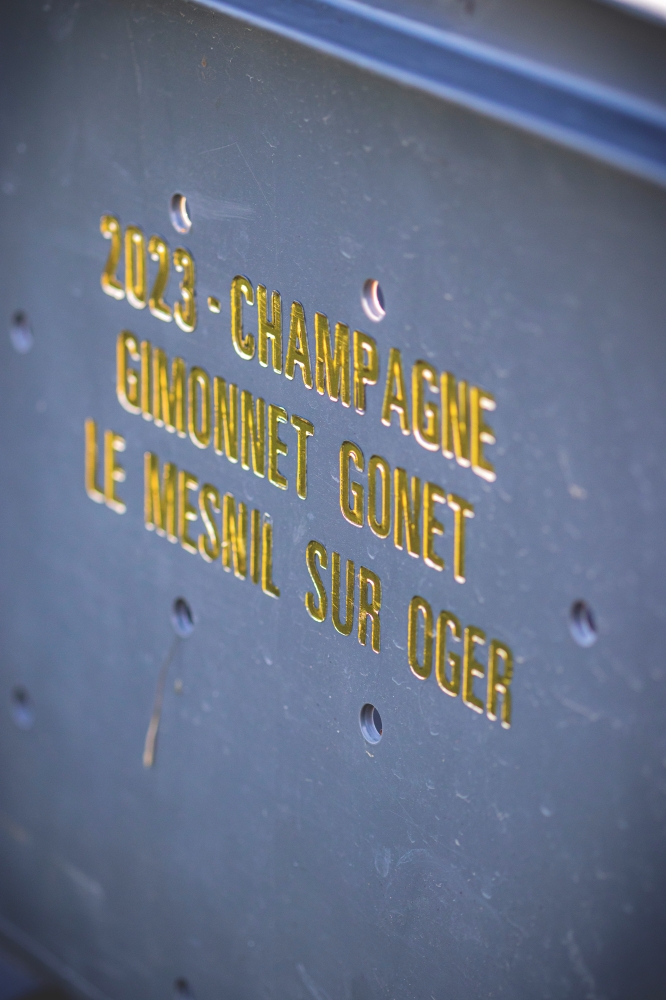 2023 - CHAMPAGNE
GIMONNET GONET
LE MESNIL SUR OGER